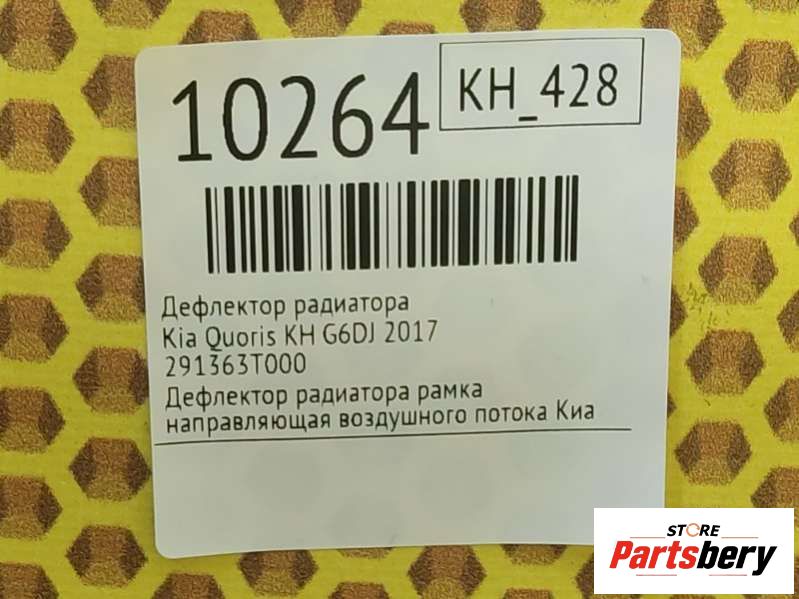 10264
KH_428
Дефлектор радиатора
Kia Quoris KH G6DJ 2017
291363T000
Дефлектор радиатора рамка
направляющая воздушного потока Киа
STORE
Partsbery